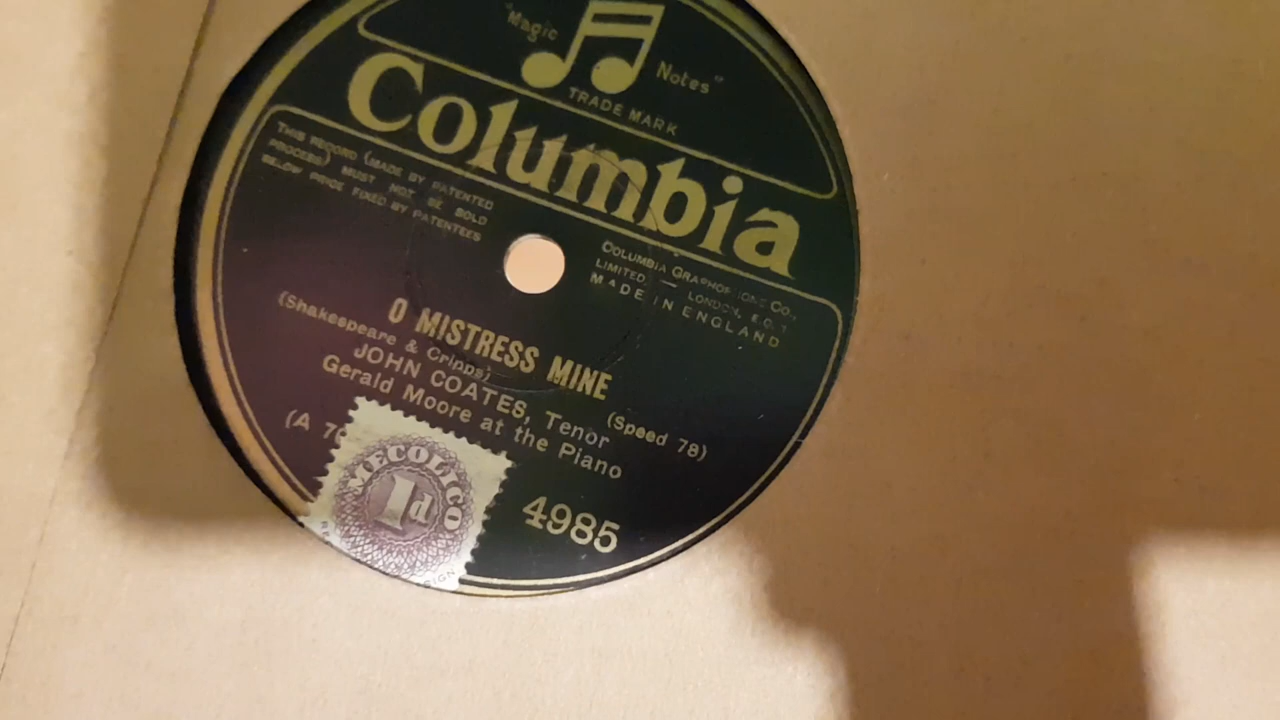 "Magic Notes"
TRADE MARK
Columbia
THIS RECORD (MADE BY PATENTED
PROCESS) MUST NOT BE SOLD
BELOW PRICE FIXED BY PATENTEES
COLUMBIA GRAPHOPHONE CO.,
LIMITED, — LONDON, E.C.1
MADE IN ENGLAND
O MISTRESS MINE
(Shakespeare & Cripps)
(Speed 78)
JOHN COATES, Tenor
Gerald Moore at the Piano
(A 70
4985
MECOLICO
1d